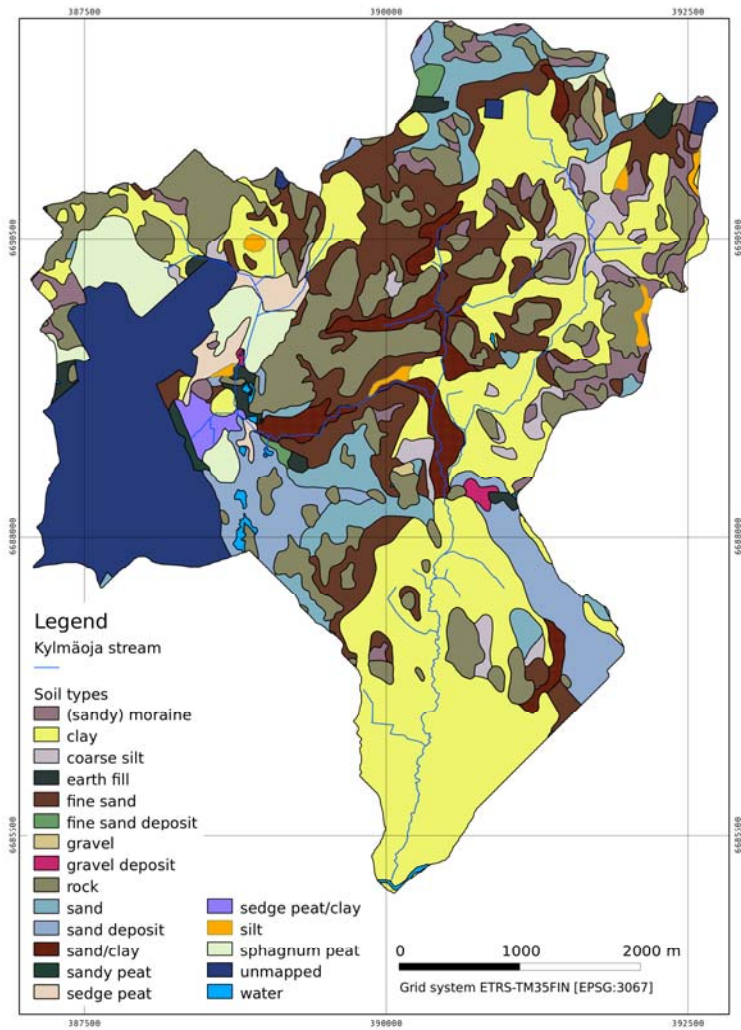 387500
390000
392500
6690500
6690500
6688000
6688000
6685500
6685500
Legend
Kylmäoja stream
Soil types
(sandy) moraine
clay
coarse silt
earth fill
fine sand
fine sand deposit
gravel
gravel deposit
rock
sand
sand deposit
sand/clay
sandy peat
sedge peat
sedge peat/clay
silt
sphagnum peat
unmapped
water
0 1000 2000 m
Grid system ETRS-TM35FIN [EPSG:3067]
387500
390000
392500